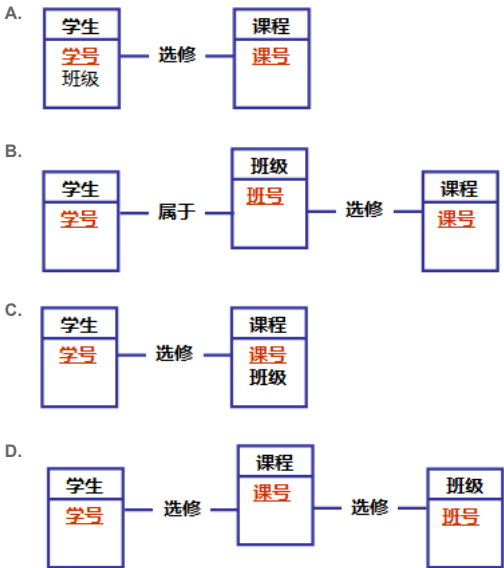 A.
学生 课程
学号 选修 课号
班级
B.
班级
学生 班号 课程
学号 属于 选修 课号
C.
学生 课程
学号 选修 课号
班级
D.
课程
学生 课号 班级
学号 选修 选修 班号